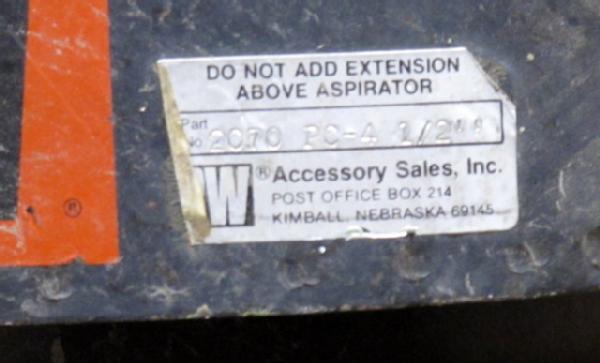 DO NOT ADD EXTENSION
ABOVE ASPIRATOR
Part
No 2070 PC-4 1/2"
W® Accessory Sales, Inc.
POST OFFICE BOX 214
KIMBALL, NEBRASKA 69145
®